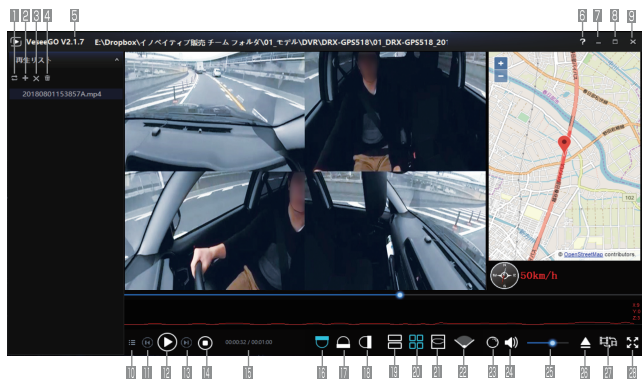 1 2 3 4 5 6 7 8 9
VeseeGO V2.1.7 E:\Dropbox\イノベイティブ販売 チーム フォルダ\01_モデル\DVR\DRX-GPS518\01_DRX-GPS518_20'
? － □ ×
再生リスト
20180801153857A.mp4
102
© OpenStreetMap contributors.
50km/h
00:00:32 / 00:01:00
10 11 12 13 14 15 16 17 18 19 20 21 22 23 24 25 26 27 28